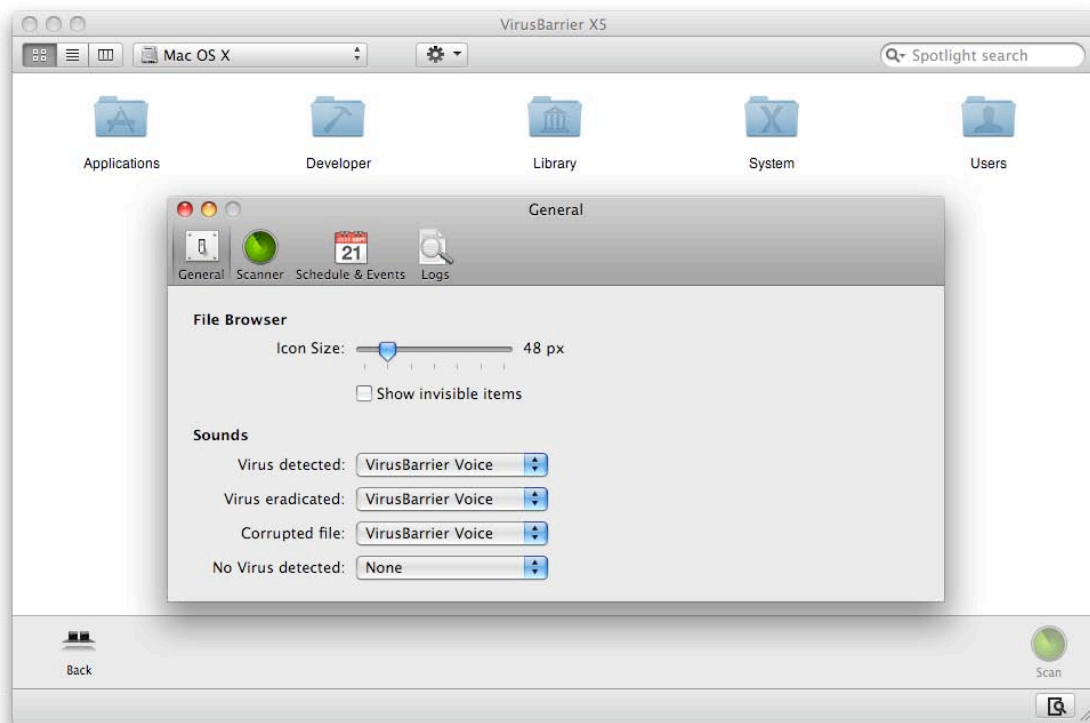 VirusBarrier X5
Mac OS X
Spotlight search
Applications Developer Library System Users
General
21
General Scanner Schedule & Events Logs
File Browser
Icon Size: 48 px
Show invisible items
Sounds
Virus detected: VirusBarrier Voice
Virus eradicated: VirusBarrier Voice
Corrupted file: VirusBarrier Voice
No Virus detected: None
Back
Scan